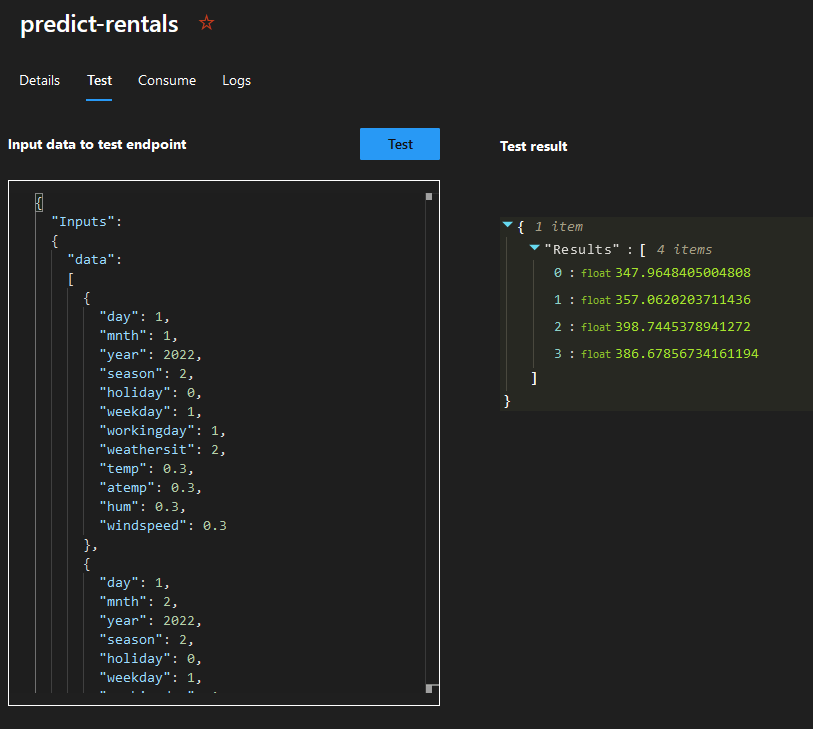 predict-rentals
Details Test Consume Logs
Input data to test endpoint
Test
{
"Inputs":
{
"data":
[
{
"day": 1,
"mnth": 1,
"year": 2022,
"season": 2,
"holiday": 0,
"weekday": 1,
"workingday": 1,
"weathersit": 2,
"temp": 0.3,
"atemp": 0.3,
"hum": 0.3,
"windspeed": 0.3
},
{
"day": 1,
"mnth": 2,
"year": 2022,
"season": 2,
"holiday": 0,
"weekday": 1,
Test result
{ 1 item
"Results" : [ 4 items
0 : float 347.9648405004808
1 : float 357.0620203711436
2 : float 398.7445378941272
3 : float 386.67856734161194
]
}